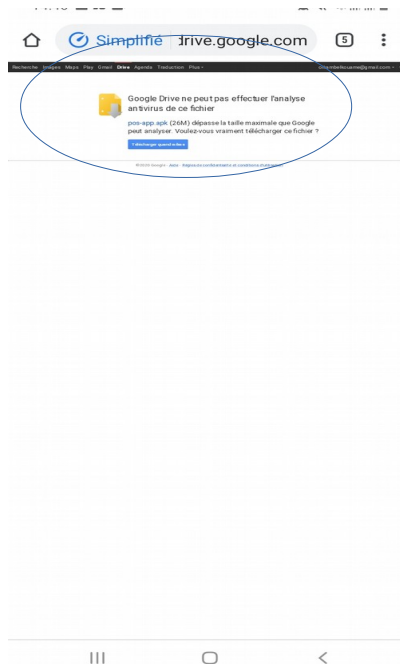 Simplifié
drive.google.com
5
Recherche Images Maps Play Gmail Drive Agenda Traduction Plus
Google Drive ne peut pas effectuer l'analyse
antivirus de ce fichier
pos-app.apk (26M) dépasse la taille maximale que Google
peut analyser. Voulez-vous vraiment télécharger ce fichier ?
Télécharger quand même